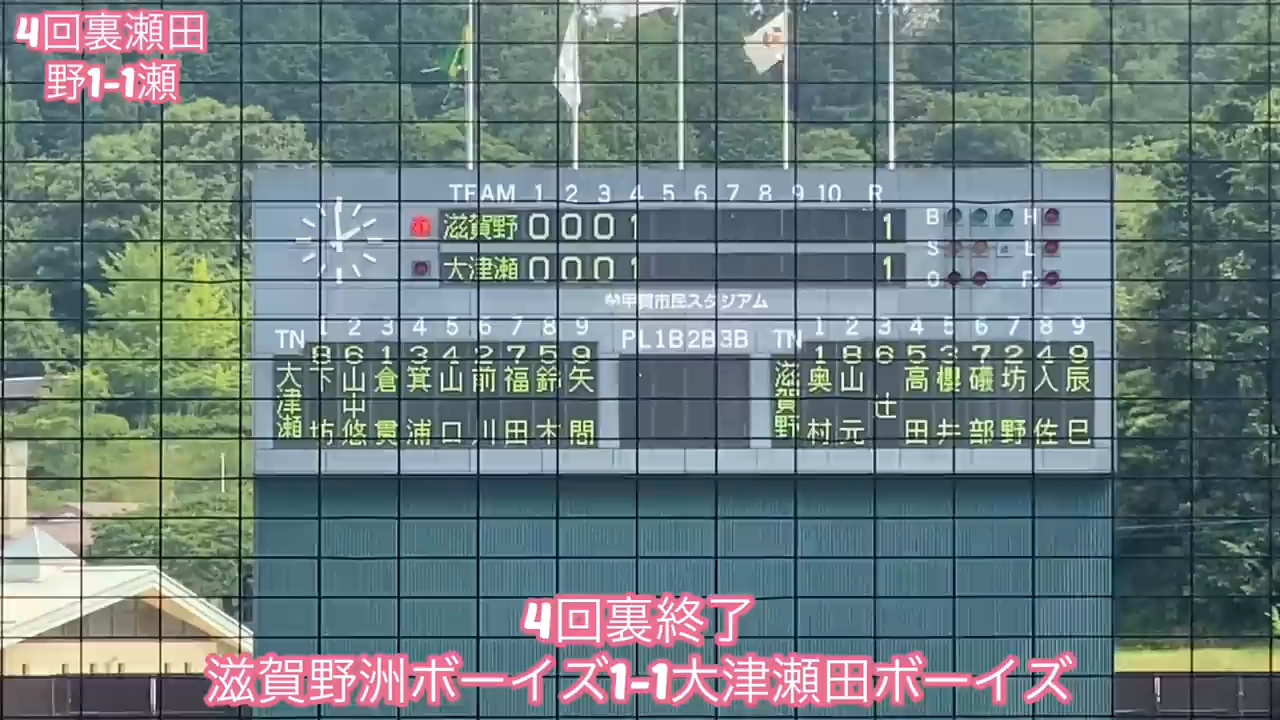 4回裏瀬田
野1-1瀬
TEAM 1 2 3 4 5 6 7 8 9 10 R
滋賀野 0 0 0 1 1
大津瀬 0 0 0 1 1
B H
S L
O F
甲賀市民スタジアム
TN 1 2 3 4 5 6 7 8 9 PL 1B 2B 3B TN 1 2 3 4 5 6 7 8 9
8 6 1 3 4 2 7 5 9 1 8 6 5 3 7 2 4 9
大津瀬 下坊 山中悠 倉貫 箕浦 山口 前川 福田 鈴木 矢間 滋賀野 奥村 山元 辻 高田 櫻井 磯部 坊野 入佐 辰巳
4回裏終了
滋賀野洲ボーイズ1-1大津瀬田ボーイズ